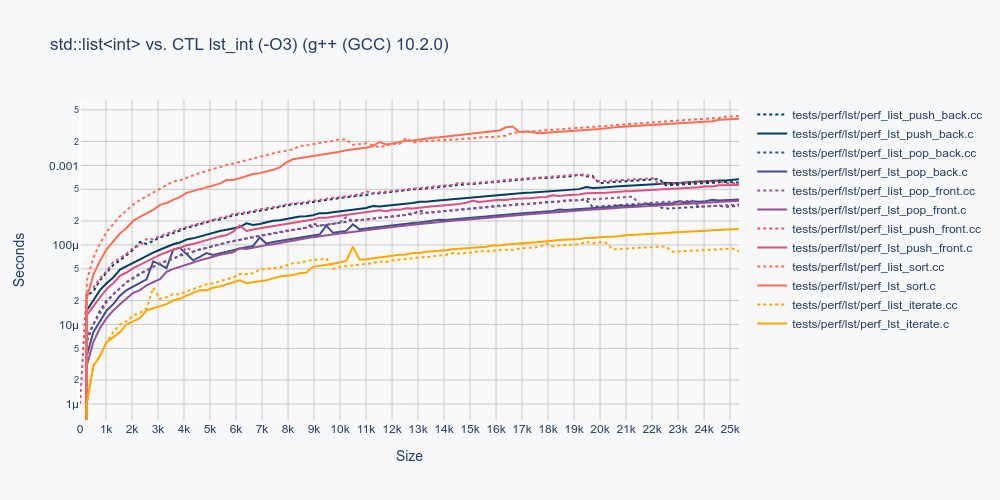 std::list<int> vs. CTL lst_int (-O3) (g++ (GCC) 10.2.0)
Seconds
5
2
0.001
5
2
100μ
5
2
10μ
5
2
1μ
0 1k 2k 3k 4k 5k 6k 7k 8k 9k 10k 11k 12k 13k 14k 15k 16k 17k 18k 19k 20k 21k 22k 23k 24k 25k
Size
tests/perf/lst/perf_list_push_back.cc
tests/perf/lst/perf_lst_push_back.c
tests/perf/lst/perf_list_pop_back.cc
tests/perf/lst/perf_lst_pop_back.c
tests/perf/lst/perf_list_pop_front.cc
tests/perf/lst/perf_lst_pop_front.c
tests/perf/lst/perf_list_push_front.cc
tests/perf/lst/perf_lst_push_front.c
tests/perf/lst/perf_list_sort.cc
tests/perf/lst/perf_lst_sort.c
tests/perf/lst/perf_list_iterate.cc
tests/perf/lst/perf_lst_iterate.c